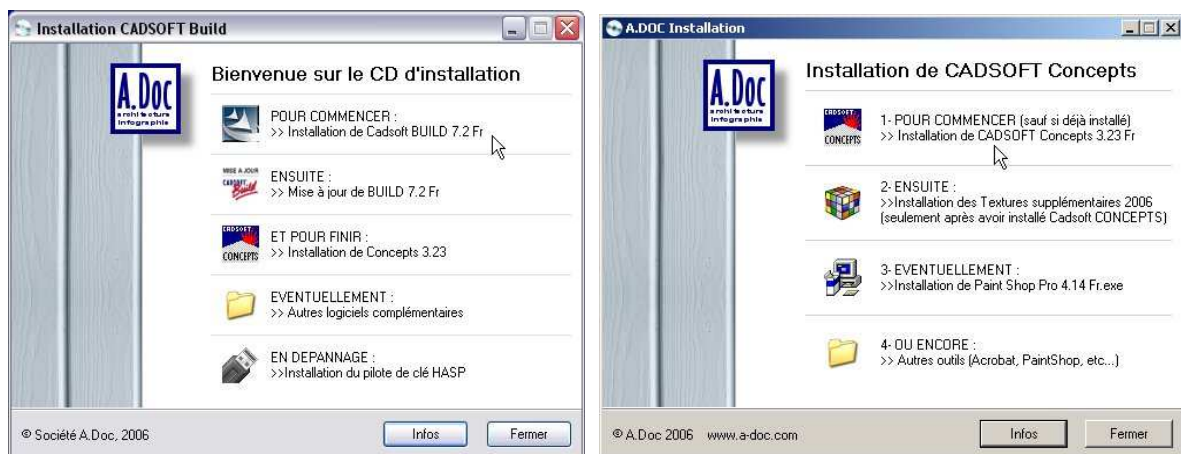 Installation CADSOFT Build
A.Doc
architecture
infographie
Bienvenue sur le CD d'installation
POUR COMMENCER :
>> Installation de Cadsoft BUILD 7.2 Fr
MISE A JOUR
CADSOFT
Build
ENSUITE :
>> Mise à jour de BUILD 7.2 Fr
CADSOFT
CONCEPTS
ET POUR FINIR :
>> Installation de Concepts 3.23
EVENTUELLEMENT :
>> Autres logiciels complémentaires
EN DEPANNAGE :
>>Installation du pilote de clé HASP
© Société A.Doc, 2006
Infos
Fermer
A.DOC Installation
A.Doc
architecture
infographie
Installation de CADSOFT Concepts
CADSOFT
CONCEPTS
1- POUR COMMENCER (sauf si déjà installé)
>> Installation de CADSOFT Concepts 3.23 Fr
2- ENSUITE :
>>Installation des Textures supplémentaires 2006
(seulement après avoir installé Cadsoft CONCEPTS)
3- EVENTUELLEMENT :
>>Installation de Paint Shop Pro 4.14 Fr.exe
4- OU ENCORE :
>> Autres outils (Acrobat, PaintShop, etc...)
© A.Doc 2006 www.a-doc.com
Infos
Fermer